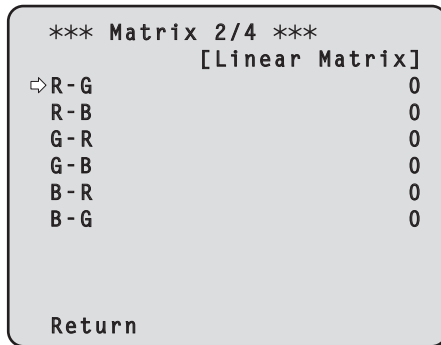 *** Matrix 2/4 ***
[Linear Matrix]
⇨R-G 0
R-B 0
G-R 0
G-B 0
B-R 0
B-G 0
Return